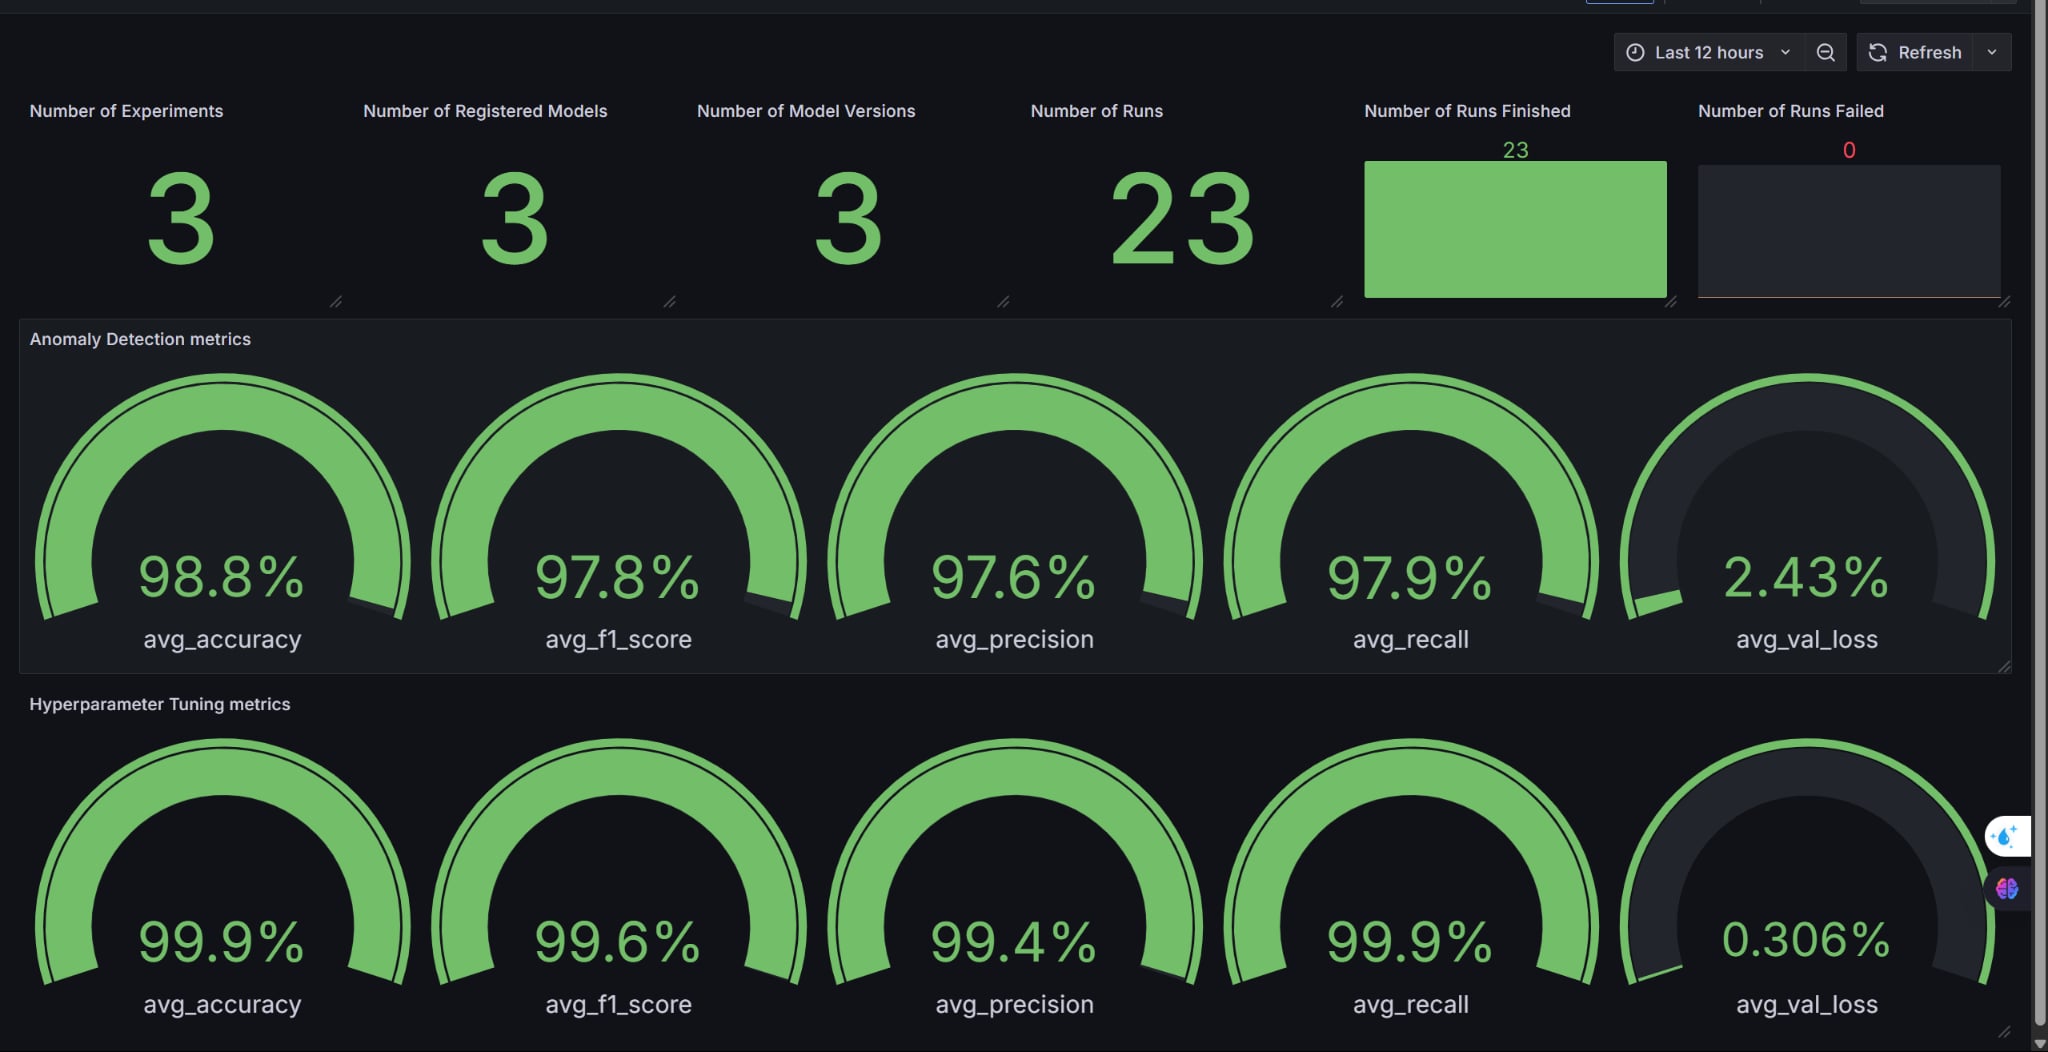 Last 12 hours
Refresh
Number of Experiments
Number of Registered Models
Number of Model Versions
Number of Runs
Number of Runs Finished
Number of Runs Failed
3
3
3
23
23
0
Anomaly Detection metrics
98.8%
97.8%
97.6%
97.9%
2.43%
avg_accuracy
avg_f1_score
avg_precision
avg_recall
avg_val_loss
Hyperparameter Tuning metrics
99.9%
99.6%
99.4%
99.9%
0.306%
avg_accuracy
avg_f1_score
avg_precision
avg_recall
avg_val_loss